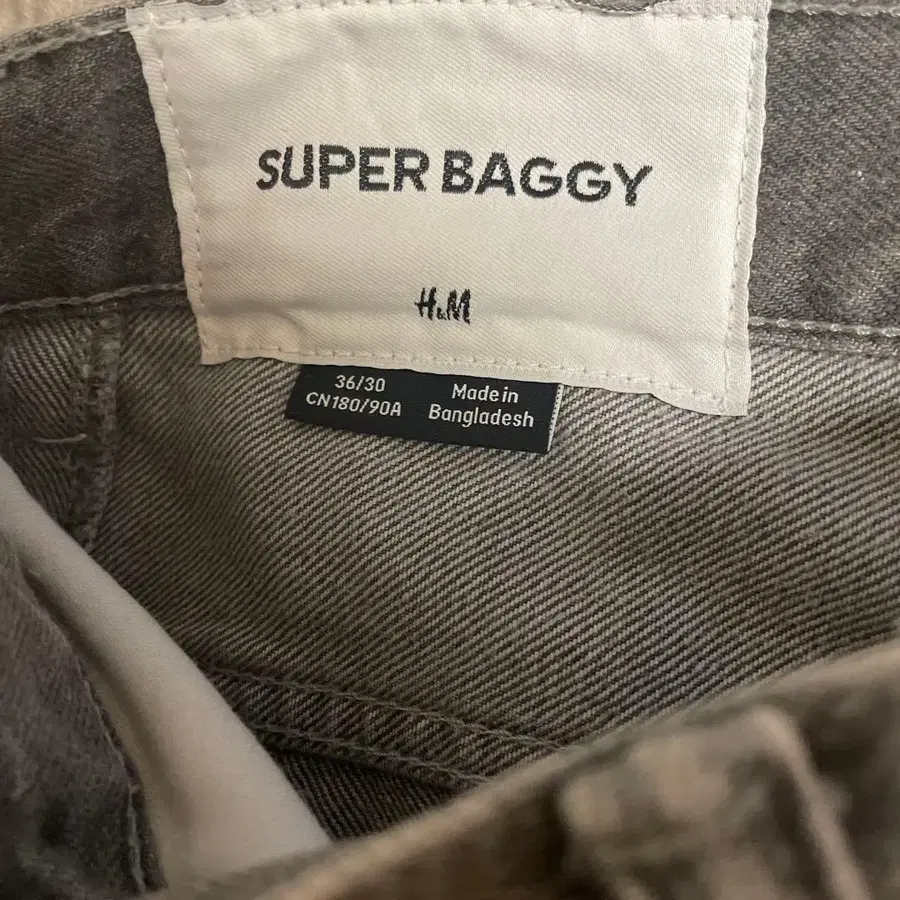 SUPER BAGGY
H&M
36/30
CN180/90A
Made in
Bangladesh